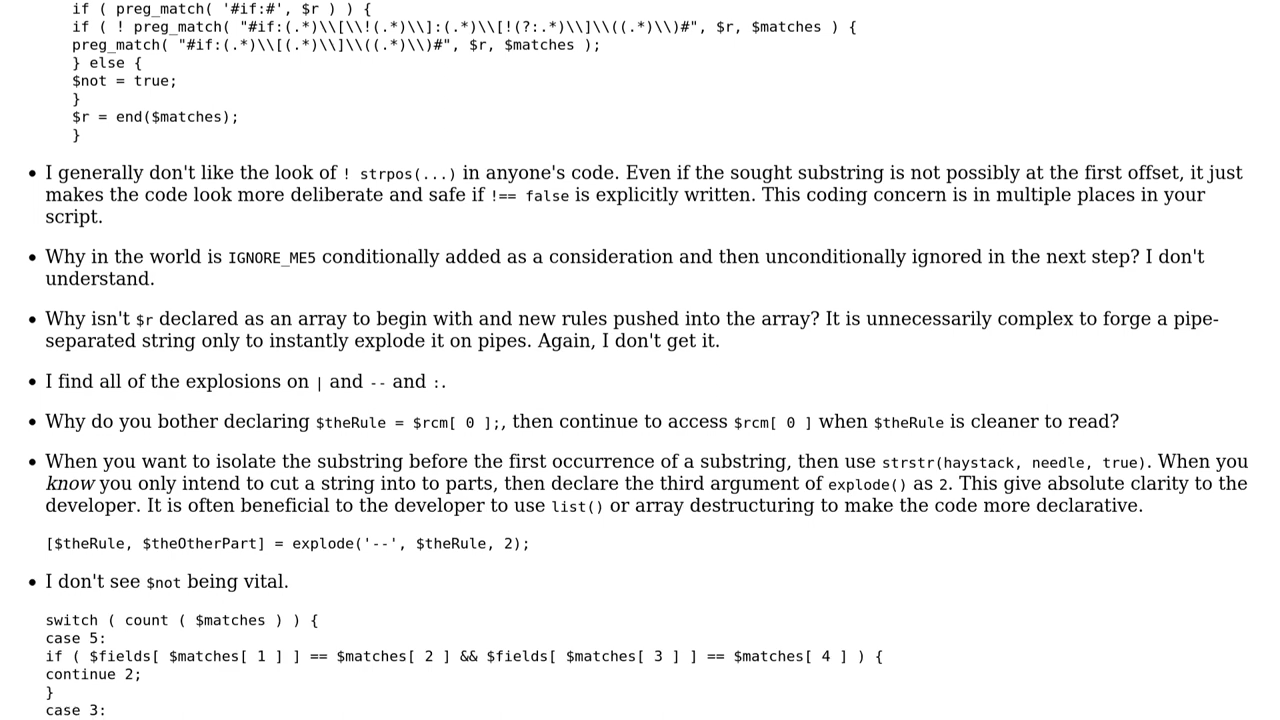 if ( preg_match( '#if:#', $r ) ) {
if ( ! preg_match( "#if:(.*)\\[\\!(.*)\\]:(.*)\\[!(?:.*)\\]\\((.*)\\)#", $r, $matches ) {
preg_match( "#if:(.*)\\[(.*)\\]\\((.*)\\)#", $r, $matches );
} else {
$not = true;
}
$r = end($matches);
}
• I generally don't like the look of ! strpos(...) in anyone's code. Even if the sought substring is not possibly at the first offset, it just
makes the code look more deliberate and safe if !== false is explicitly written. This coding concern is in multiple places in your
script.
• Why in the world is IGNORE_ME5 conditionally added as a consideration and then unconditionally ignored in the next step? I don't
understand.
• Why isn't $r declared as an array to begin with and new rules pushed into the array? It is unnecessarily complex to forge a pipe-
separated string only to instantly explode it on pipes. Again, I don't get it.
• I find all of the explosions on | and -- and :.
• Why do you bother declaring $theRule = $rcm[ 0 ];, then continue to access $rcm[ 0 ] when $theRule is cleaner to read?
• When you want to isolate the substring before the first occurrence of a substring, then use strstr(haystack, needle, true). When you
know you only intend to cut a string into to parts, then declare the third argument of explode() as 2. This give absolute clarity to the
developer. It is often beneficial to the developer to use list() or array destructuring to make the code more declarative.
[$theRule, $theOtherPart] = explode('--', $theRule, 2);
• I don't see $not being vital.
switch ( count ( $matches ) ) {
case 5:
if ( $fields[ $matches[ 1 ] ] == $matches[ 2 ] && $fields[ $matches[ 3 ] ] == $matches[ 4 ] ) {
continue 2;
}
case 3: